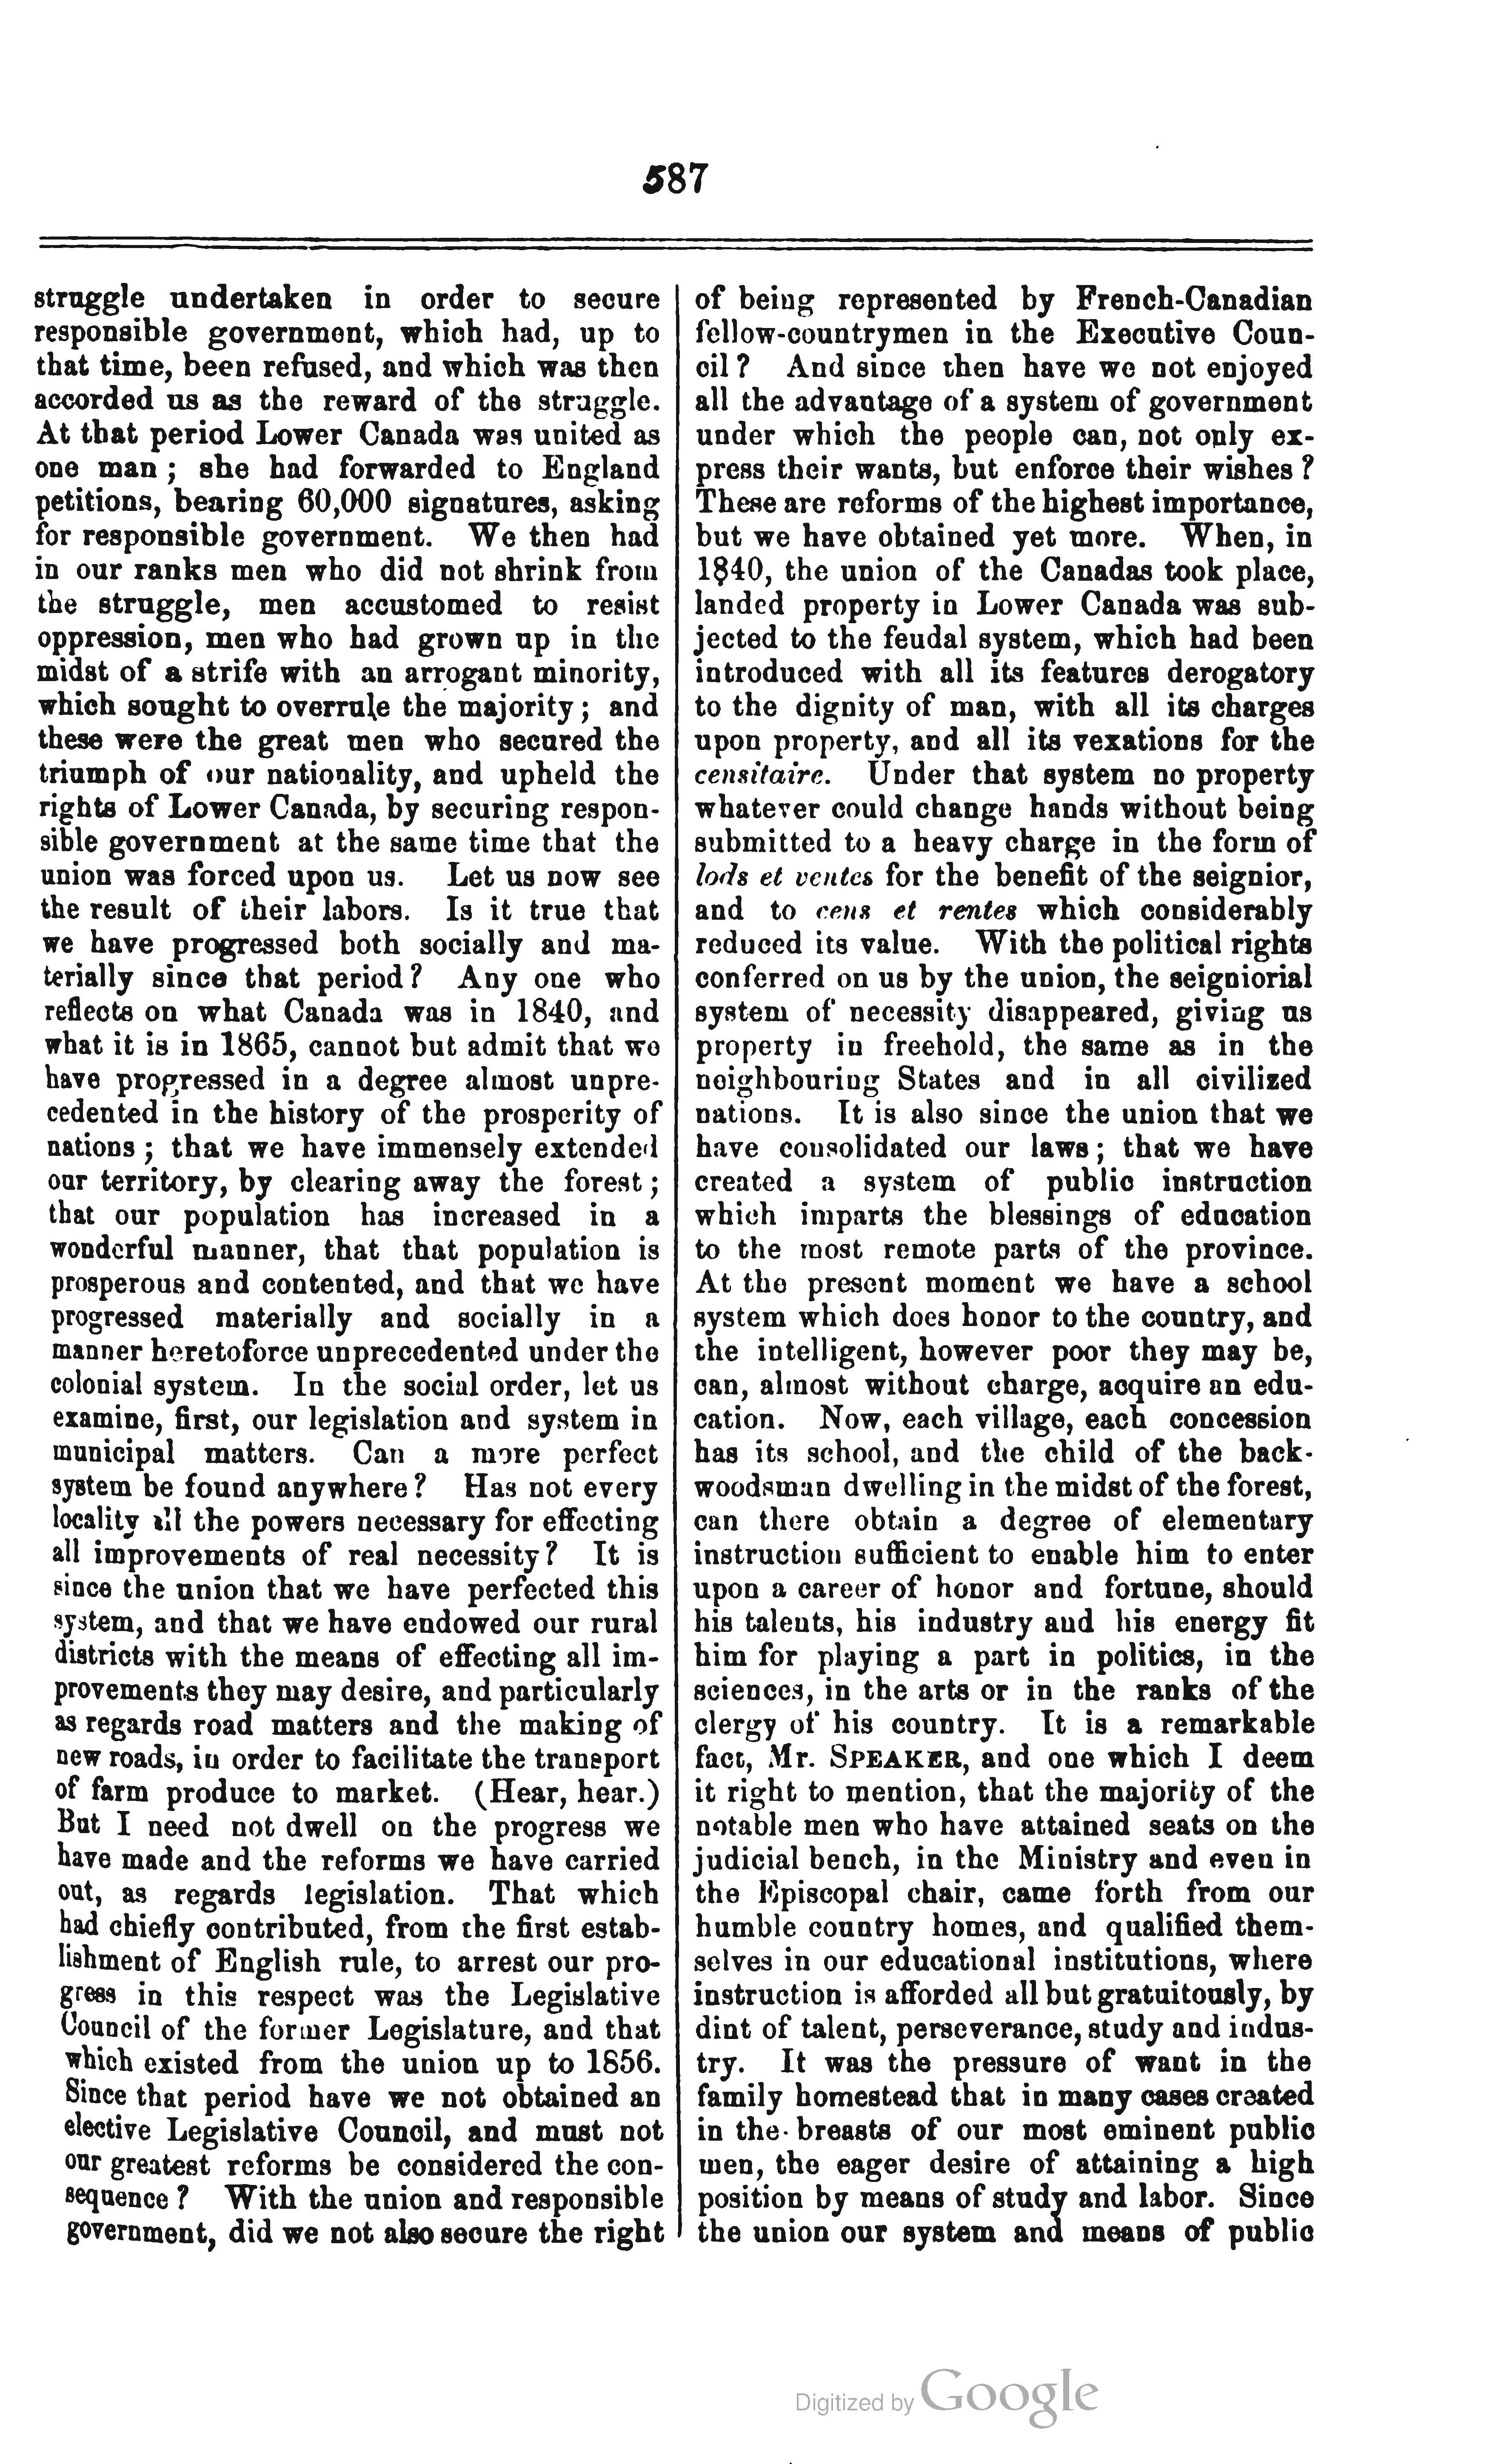 587
struggle undertaken in order to secure
responsible government, which had, up to
that time, been refused, and which was then
accorded us as the reward of the struggle.
At that period Lower Canada was united as
one man ; she had forwarded to England
petitions, bearing 60,000 signatures, asking
for responsible government. We then had
in our ranks men who did not shrink from
the struggle, men accustomed to resist
oppression, men who had grown up in the
midst of a strife with an arrogant minority,
which sought to overrule the majority ; and
these were the great men who secured the
triumph of our nationality, and upheld the
rights of Lower Canada, by securing respon-
sible government at the same time that the
union was forced upon us. Let us now see
the result of their labors. Is it true that
we have progressed both socially and ma-
terially since that period ? Any one who
reflects on what Canada was in 1840, and
what it is in 1865, cannot but admit that we
have progressed in a degree almost unpre-
cedented in the history of the prosperity of
nations ; that we have immensely extended
our territory, by clearing away the forest ;
that our population has increased in a
wonderful manner, that that population is
prosperous and contented, and that we have
progressed materially and socially in a
manner heretoforce unprecedented under the
colonial system. In the social order, let us
examine, first, our legislation and system in
municipal matters. Can a more perfect
system be found anywhere ? Has not every
locality all the powers necessary for effecting
all improvements of real necessity ? It is
since the union that we have perfected this
system, and that we have endowed our rural
districts with the means of effecting all im-
provements they may desire, and particularly
as regards road matters and the making of
new roads, in order to facilitate the transport
of farm produce to market. (Hear, hear.)
But I need not dwell on the progress we
have made and the reforms we have carried
out, as regards legislation. That which
had chiefly contributed, from the first estab-
lishment of English rule, to arrest our pro-
gress in this respect was the Legislative
Council of the former Legislature, and that
which existed from the union up to 1856.
Since that period have we not obtained an
elective Legislative Council, and must not
our greatest reforms be considered the con-
sequence ? With the union and responsible
government, did we not also secure the right
of being represented by French-Canadian
fellow-countrymen in the Executive Coun-
cil ? And since then have we not enjoyed
all the advantage of a system of government
under which the people can, not only ex-
press their wants, but enforce their wishes ?
These are reforms of the highest importance,
but we have obtained yet more. When, in
1840, the union of the Canadas took place,
landed property in Lower Canada was sub-
jected to the feudal system, which had been
introduced with all its features derogatory
to the dignity of man, with all its charges
upon property, and all its vexations for the
censitaire. Under that system no property
whatever could change hands without being
submitted to a heavy charge in the form of
lods et ventes for the benefit of the seignior,
and to cens et rentes which considerably
reduced its value. With the political rights
conferred on us by the union, the seigniorial
system of necessity disappeared, giving us
property in freehold, the same as in the
neighbouring States and in all civilized
nations. It is also since the union that we
have consolidated our laws ; that we have
created a system of public instruction
which imparts the blessings of education
to the most remote parts of the province.
At the present moment we have a school
system which does honor to the country, and
the intelligent, however poor they may be,
can, almost without charge, acquire an edu-
cation. Now, each village, each concession
has its school, and the child of the back-
woodsman dwelling in the midst of the forest,
can there obtain a degree of elementary
instruction sufficient to enable him to enter
upon a career of honor and fortune, should
his talents, his industry and his energy fit
him for playing a part in politics, in the
sciences, in the arts or in the ranks of the
clergy of his country. It is a remarkable
fact, Mr. SPEAKER, and one which I deem
it right to mention, that the majority of the
notable men who have attained seats on the
judicial bench, in the Ministry and even in
the Episcopal chair, came forth from our
humble country homes, and qualified them-
selves in our educational institutions, where
instruction is afforded all but gratuitously, by
dint of talent, perseverance, study and indus-
try. It was the pressure of want in the
family homestead that in many cases created
in the breasts of our most eminent public
men, the eager desire of attaining a high
position by means of study and labor. Since
the union our system and means of public
Digitized by Google